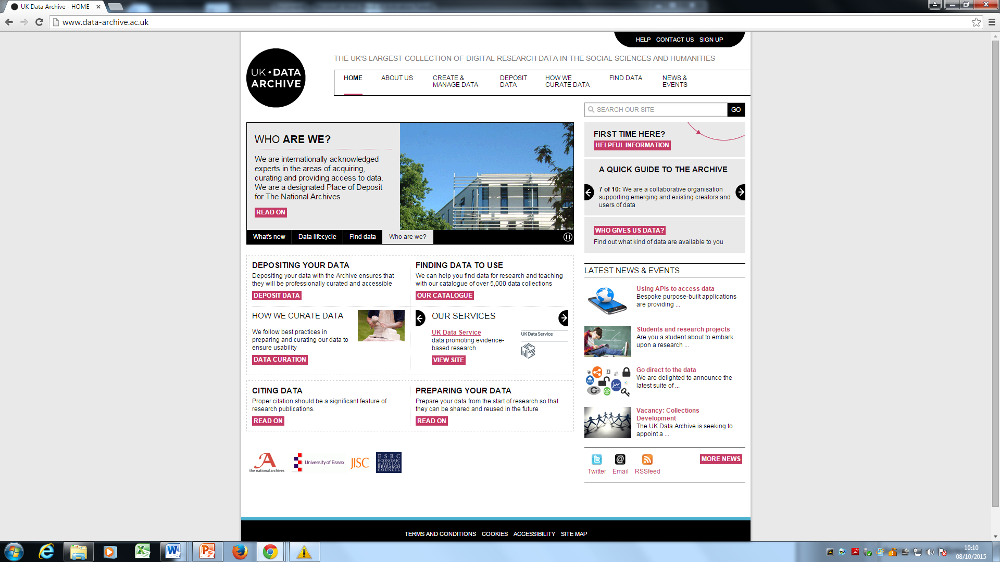 UK Data Archive - HOME
www.data-archive.ac.uk
HELP CONTACT US SIGN UP
UK · DATA
ARCHIVE
THE UK'S LARGEST COLLECTION OF DIGITAL RESEARCH DATA IN THE SOCIAL SCIENCES AND HUMANITIES
HOME
ABOUT US
CREATE &
MANAGE DATA
DEPOSIT
DATA
HOW WE
CURATE DATA
FIND DATA
NEWS &
EVENTS
SEARCH OUR SITE
GO
WHO ARE WE?
We are internationally acknowledged
experts in the areas of acquiring,
curating and providing access to data.
We are a designated Place of Deposit
for The National Archives
READ ON
What's new
Data lifecycle
Find data
Who are we?
FIRST TIME HERE?
HELPFUL INFORMATION
A QUICK GUIDE TO THE ARCHIVE
7 of 10: We are a collaborative organisation
supporting emerging and existing creators and
users of data
WHO GIVES US DATA?
Find out what kind of data are available to you
DEPOSITING YOUR DATA
Depositing your data with the Archive ensures that
they will be professionally curated and accessible
DEPOSIT DATA
FINDING DATA TO USE
We can help you find data for research and teaching
with our catalogue of over 5,000 data collections
OUR CATALOGUE
HOW WE CURATE DATA
We follow best practices in
preparing and curating our data to
ensure usability
DATA CURATION
OUR SERVICES
UK Data Service
data promoting evidence-
based research
VIEW SITE
UK Data Service
CITING DATA
Proper citation should be a significant feature of
research publications.
READ ON
PREPARING YOUR DATA
Prepare your data from the start of research so that
they can be shared and reused in the future
READ ON
LATEST NEWS & EVENTS
Using APIs to access data
Bespoke purpose-built applications
are providing ...
Students and research projects
Are you a student about to embark
upon a research ...
Go direct to the data
We are delighted to announce the
latest suite of ...
Vacancy: Collections
Development
The UK Data Archive is seeking to
appoint a ...
Twitter
Email
RSSfeed
MORE NEWS
the national archives
University of Essex
JISC
E·S·R·C
ECONOMIC
& SOCIAL
RESEARCH
COUNCIL
TERMS AND CONDITIONS COOKIES ACCESSIBILITY SITE MAP
10:10
08/10/2015